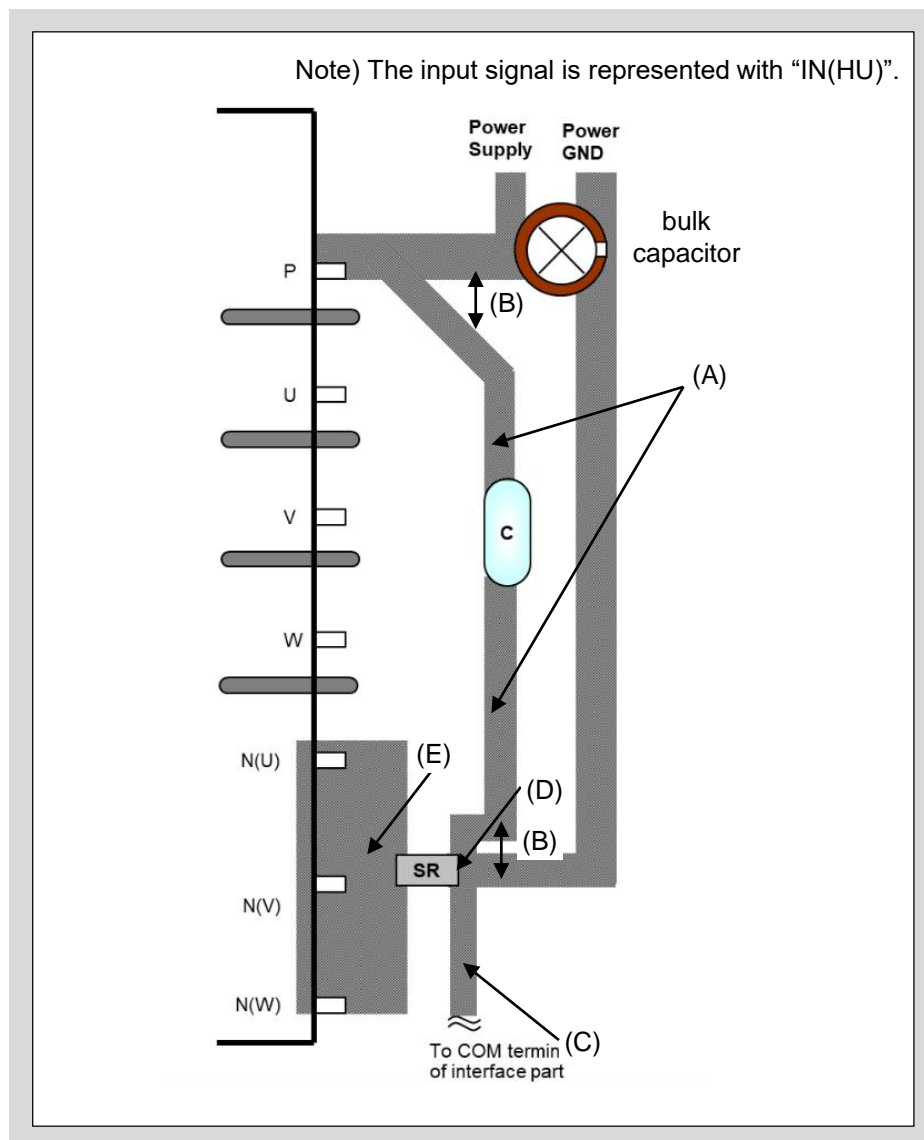 Note) The input signal is represented with “IN(HU)”.
Power
Supply
Power
GND
bulk
capacitor
P
(B)
(A)
U
V
C
W
N(U)
(E)
(D)
(B)
SR
N(V)
N(W)
(C)
To COM termin
of interface part